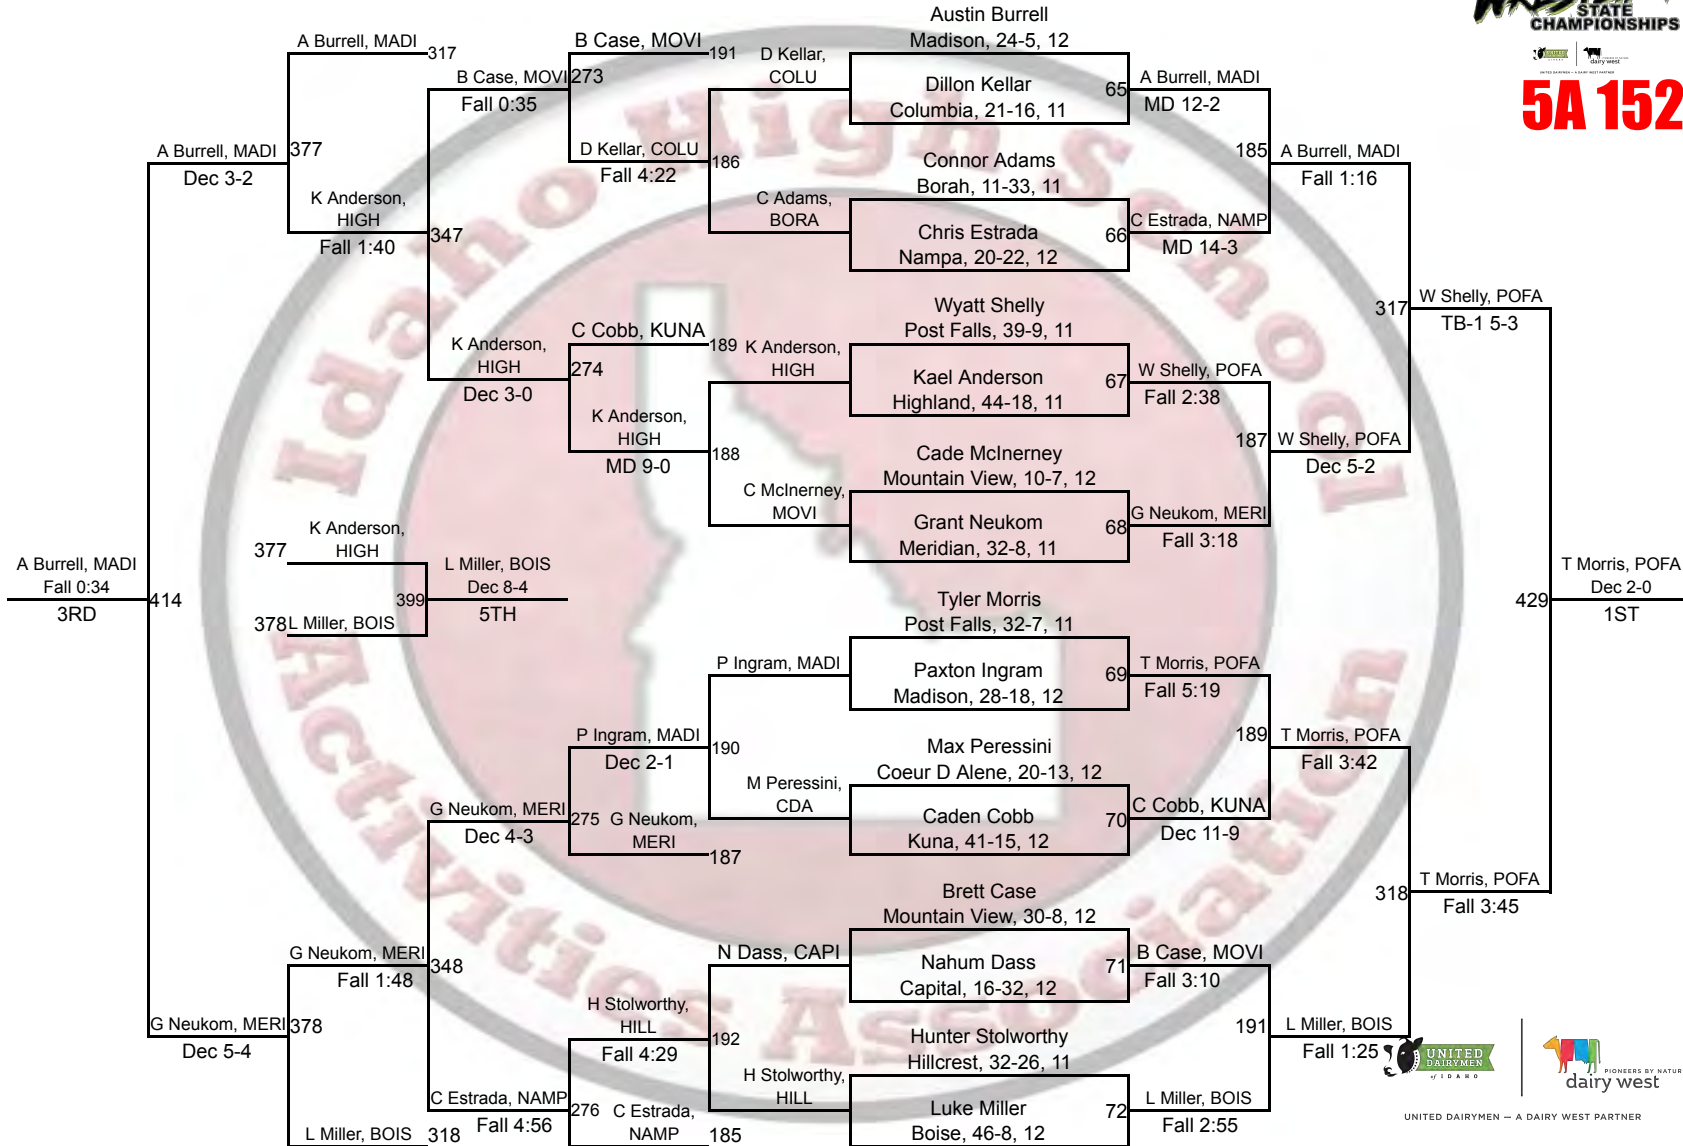 STATE
CHAMPIONSHIPS
UNITED DAIRYMEN — A DAIRY WEST PARTNER
5A 152
Idaho High School
Activities Association
A Burrell, MADI
317
B Case, MOVI
273
Fall 0:35
A Burrell, MADI
377
Dec 3-2
K Anderson,
HIGH
Fall 1:40
347
B Case, MOVI
191
D Kellar, COLU
Fall 4:22
186
D Kellar,
COLU
C Adams,
BORA
K Anderson,
HIGH
Dec 3-0
274
C Cobb, KUNA
189
K Anderson,
HIGH
MD 9-0
188
K Anderson,
HIGH
C McInerney,
MOVI
377
K Anderson,
HIGH
378
L Miller, BOIS
399
L Miller, BOIS
Dec 8-4
5TH
A Burrell, MADI
Fall 0:34
3RD
414
P Ingram, MADI
P Ingram, MADI
Dec 2-1
190
M Peressini,
CDA
G Neukom, MERI
Dec 4-3
275
G Neukom,
MERI
187
G Neukom, MERI
Fall 1:48
348
G Neukom, MERI
378
Dec 5-4
N Dass, CAPI
H Stolworthy,
HILL
Fall 4:29
192
H Stolworthy,
HILL
C Estrada, NAMP
Fall 4:56
276
C Estrada,
NAMP
185
L Miller, BOIS
318
Austin Burrell
Madison, 24-5, 12
Dillon Kellar
Columbia, 21-16, 11
65
A Burrell, MADI
MD 12-2
Connor Adams
Borah, 11-33, 11
Chris Estrada
Nampa, 20-22, 12
66
C Estrada, NAMP
MD 14-3
185
A Burrell, MADI
Fall 1:16
Wyatt Shelly
Post Falls, 39-9, 11
Kael Anderson
Highland, 44-18, 11
67
W Shelly, POFA
Fall 2:38
Cade McInerney
Mountain View, 10-7, 12
Grant Neukom
Meridian, 32-8, 11
68
G Neukom, MERI
Fall 3:18
187
W Shelly, POFA
Dec 5-2
317
W Shelly, POFA
TB-1 5-3
Tyler Morris
Post Falls, 32-7, 11
Paxton Ingram
Madison, 28-18, 12
69
T Morris, POFA
Fall 5:19
Max Peressini
Coeur D Alene, 20-13, 12
Caden Cobb
Kuna, 41-15, 12
70
C Cobb, KUNA
Dec 11-9
189
T Morris, POFA
Fall 3:42
Brett Case
Mountain View, 30-8, 12
Nahum Dass
Capital, 16-32, 12
71
B Case, MOVI
Fall 3:10
Hunter Stolworthy
Hillcrest, 32-26, 11
Luke Miller
Boise, 46-8, 12
72
L Miller, BOIS
Fall 2:55
191
L Miller, BOIS
Fall 1:25
318
T Morris, POFA
Fall 3:45
429
T Morris, POFA
Dec 2-0
1ST
UNITED
DAIRYMEN
of IDAHO
PIONEERS BY NATUR
dairy west
UNITED DAIRYMEN — A DAIRY WEST PARTNER